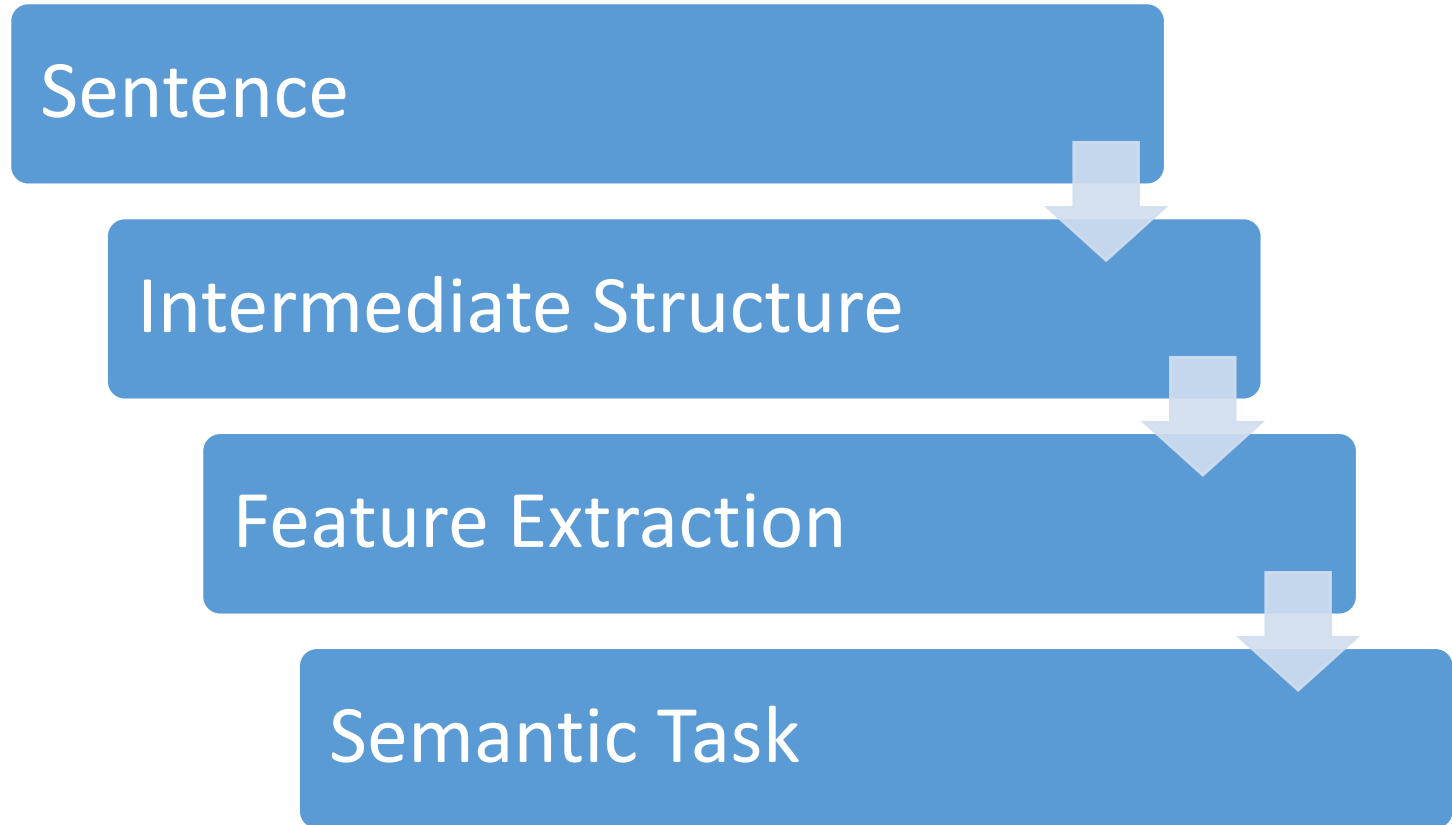 Sentence
Intermediate Structure
Feature Extraction
Semantic Task